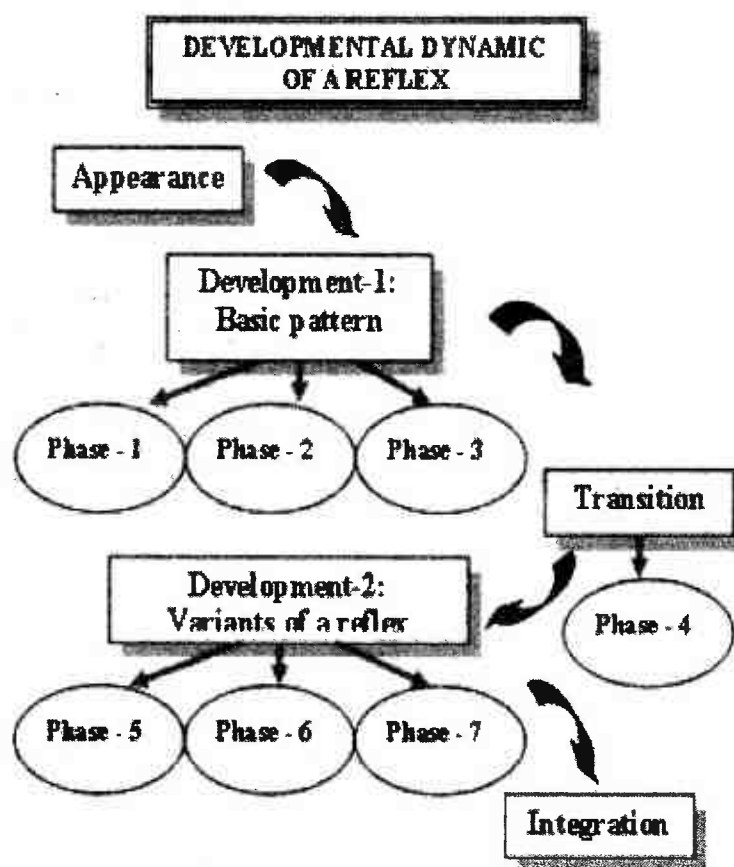 DEVELOPMENTAL DYNAMIC
OF A REFLEX
Appearance
Development-1:
Basic pattern
Phase - 1
Phase - 2
Phase - 3
Transition
Phase - 4
Development-2:
Variants of a reflex
Phase - 5
Phase - 6
Phase - 7
Integration